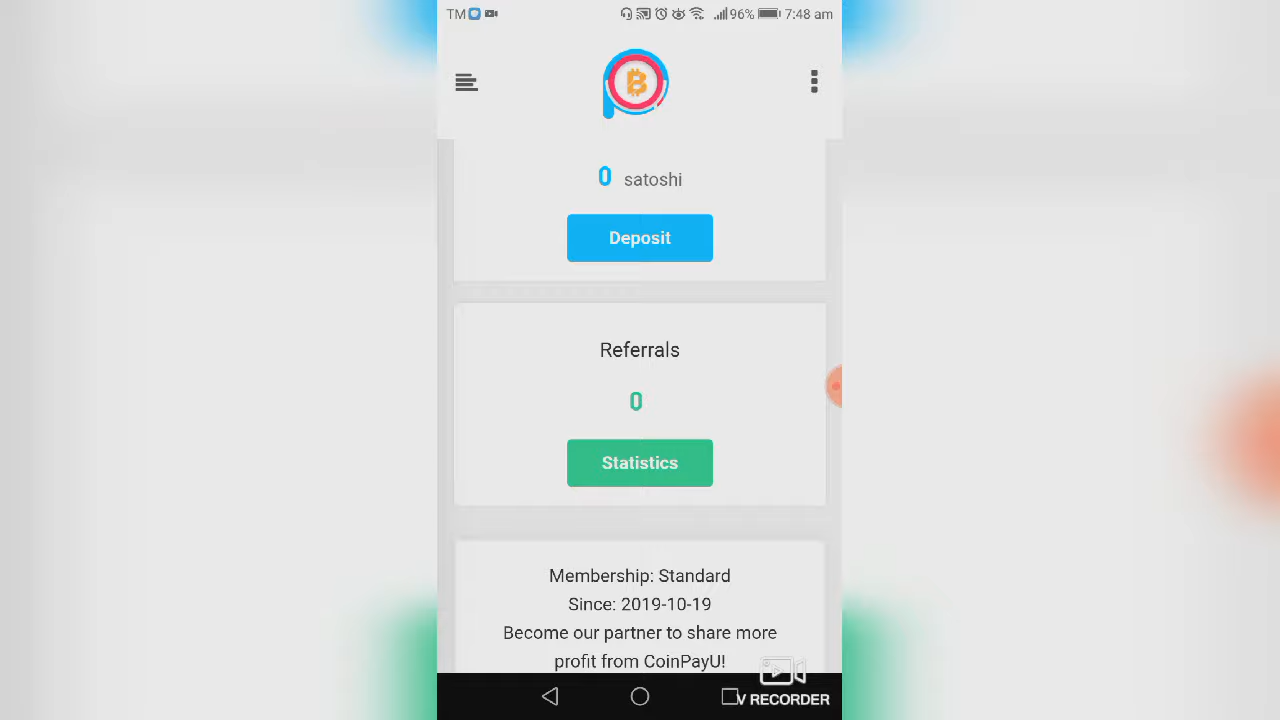 TM 96% 7:48 am
B
0 satoshi
Deposit
Referrals
0
Statistics
Membership: Standard
Since: 2019-10-19
Become our partner to share more
profit from CoinPayU!
V RECORDER